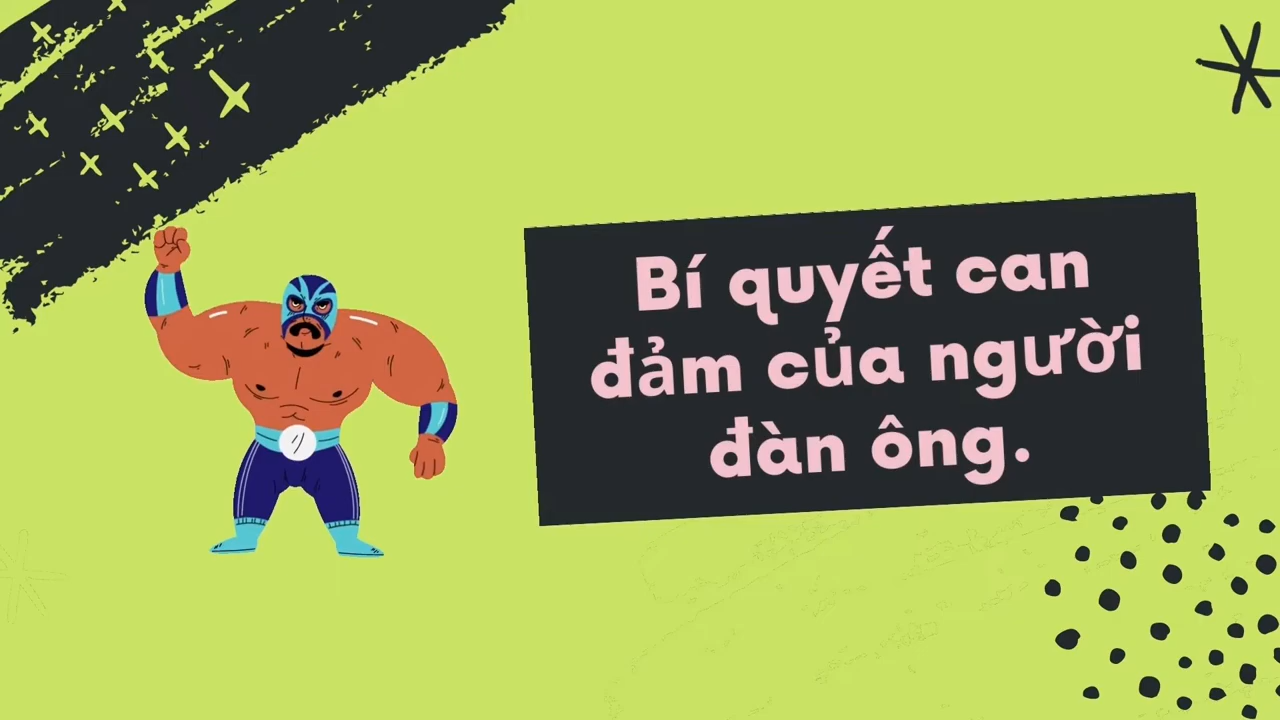 Bí quyết can
đảm của người
đàn ông.